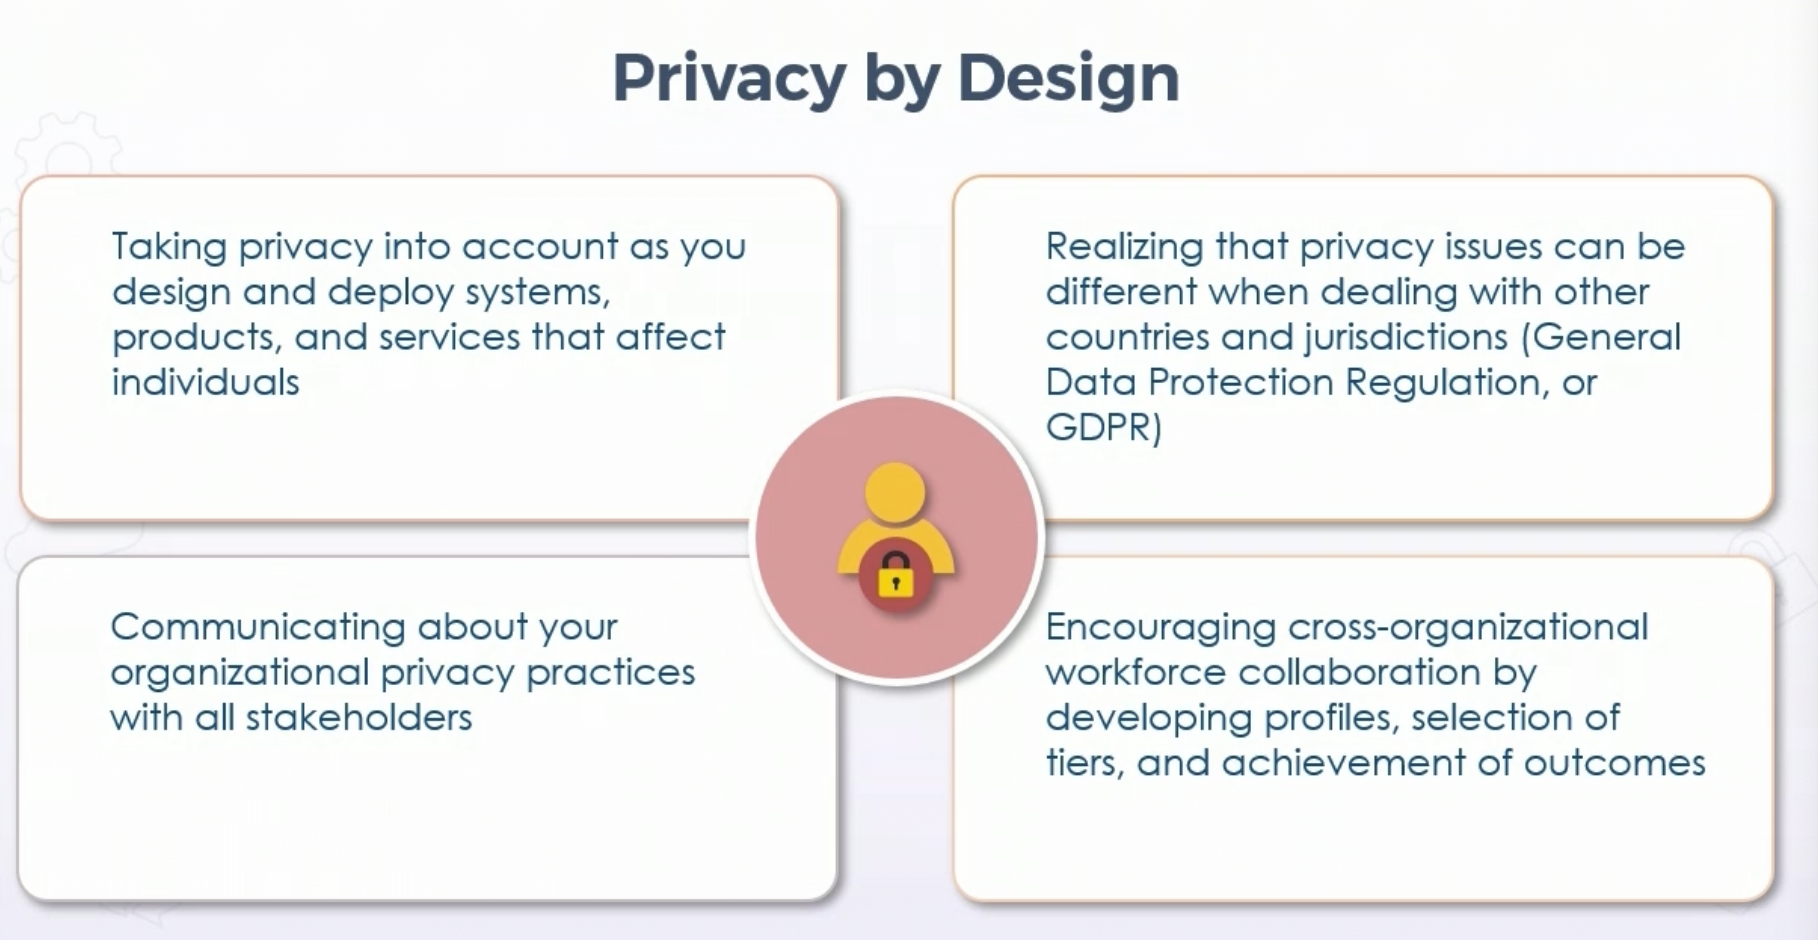 Privacy by Design
Taking privacy into account as you
design and deploy systems,
products, and services that affect
individuals
Realizing that privacy issues can be
different when dealing with other
countries and jurisdictions (General
Data Protection Regulation, or
GDPR)
Communicating about your
organizational privacy practices
with all stakeholders
Encouraging cross-organizational
workforce collaboration by
developing profiles, selection of
tiers, and achievement of outcomes